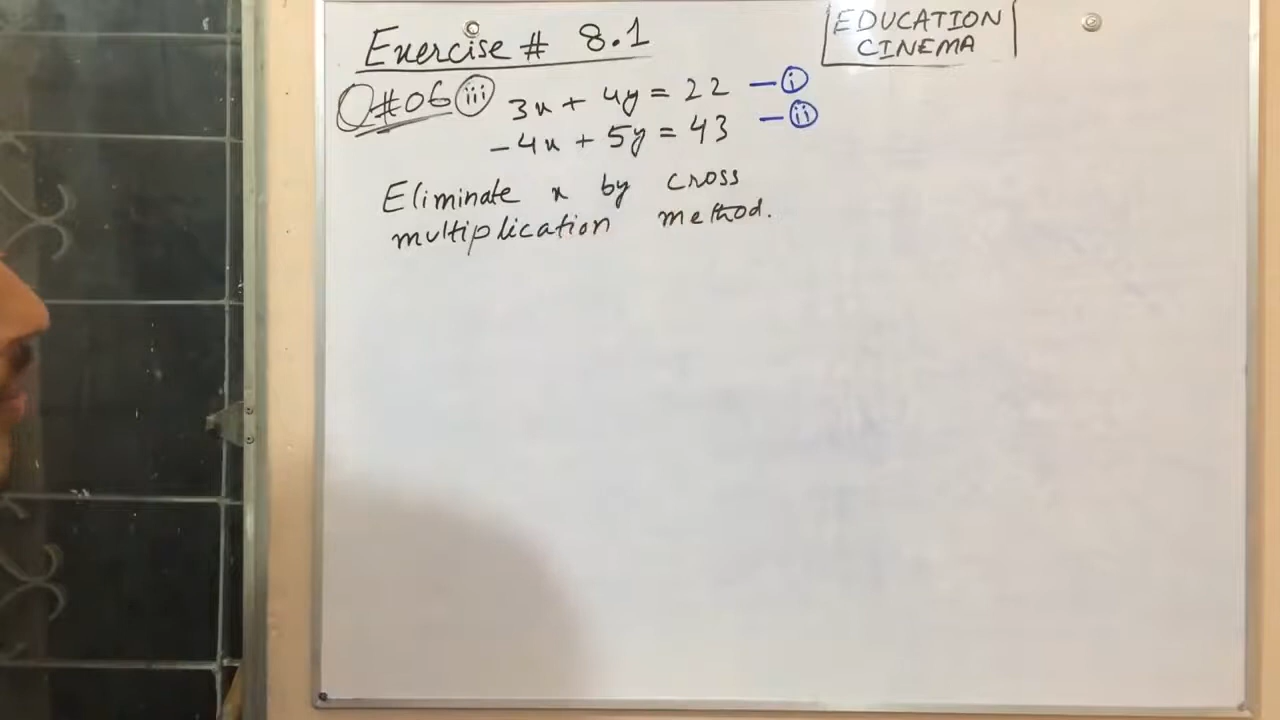 Exercise # 8.1
EDUCATION
CINEMA
Q#06 (iii) 3x + 4y = 22 — (i)
-4x + 5y = 43 — (ii)
Eliminate x by cross
multiplication method.